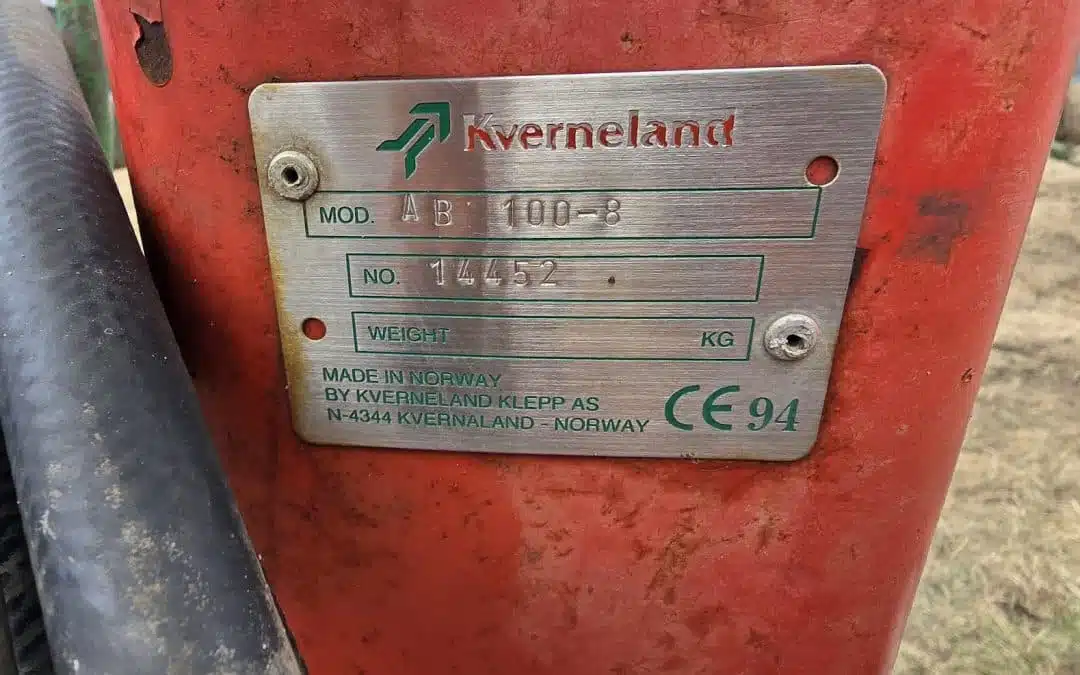 Kverneland
MOD. AB 100-8
NO. 14452
WEIGHT KG
MADE IN NORWAY
BY KVERNELAND KLEPP AS
N-4344 KVERNALAND - NORWAY
CE 94